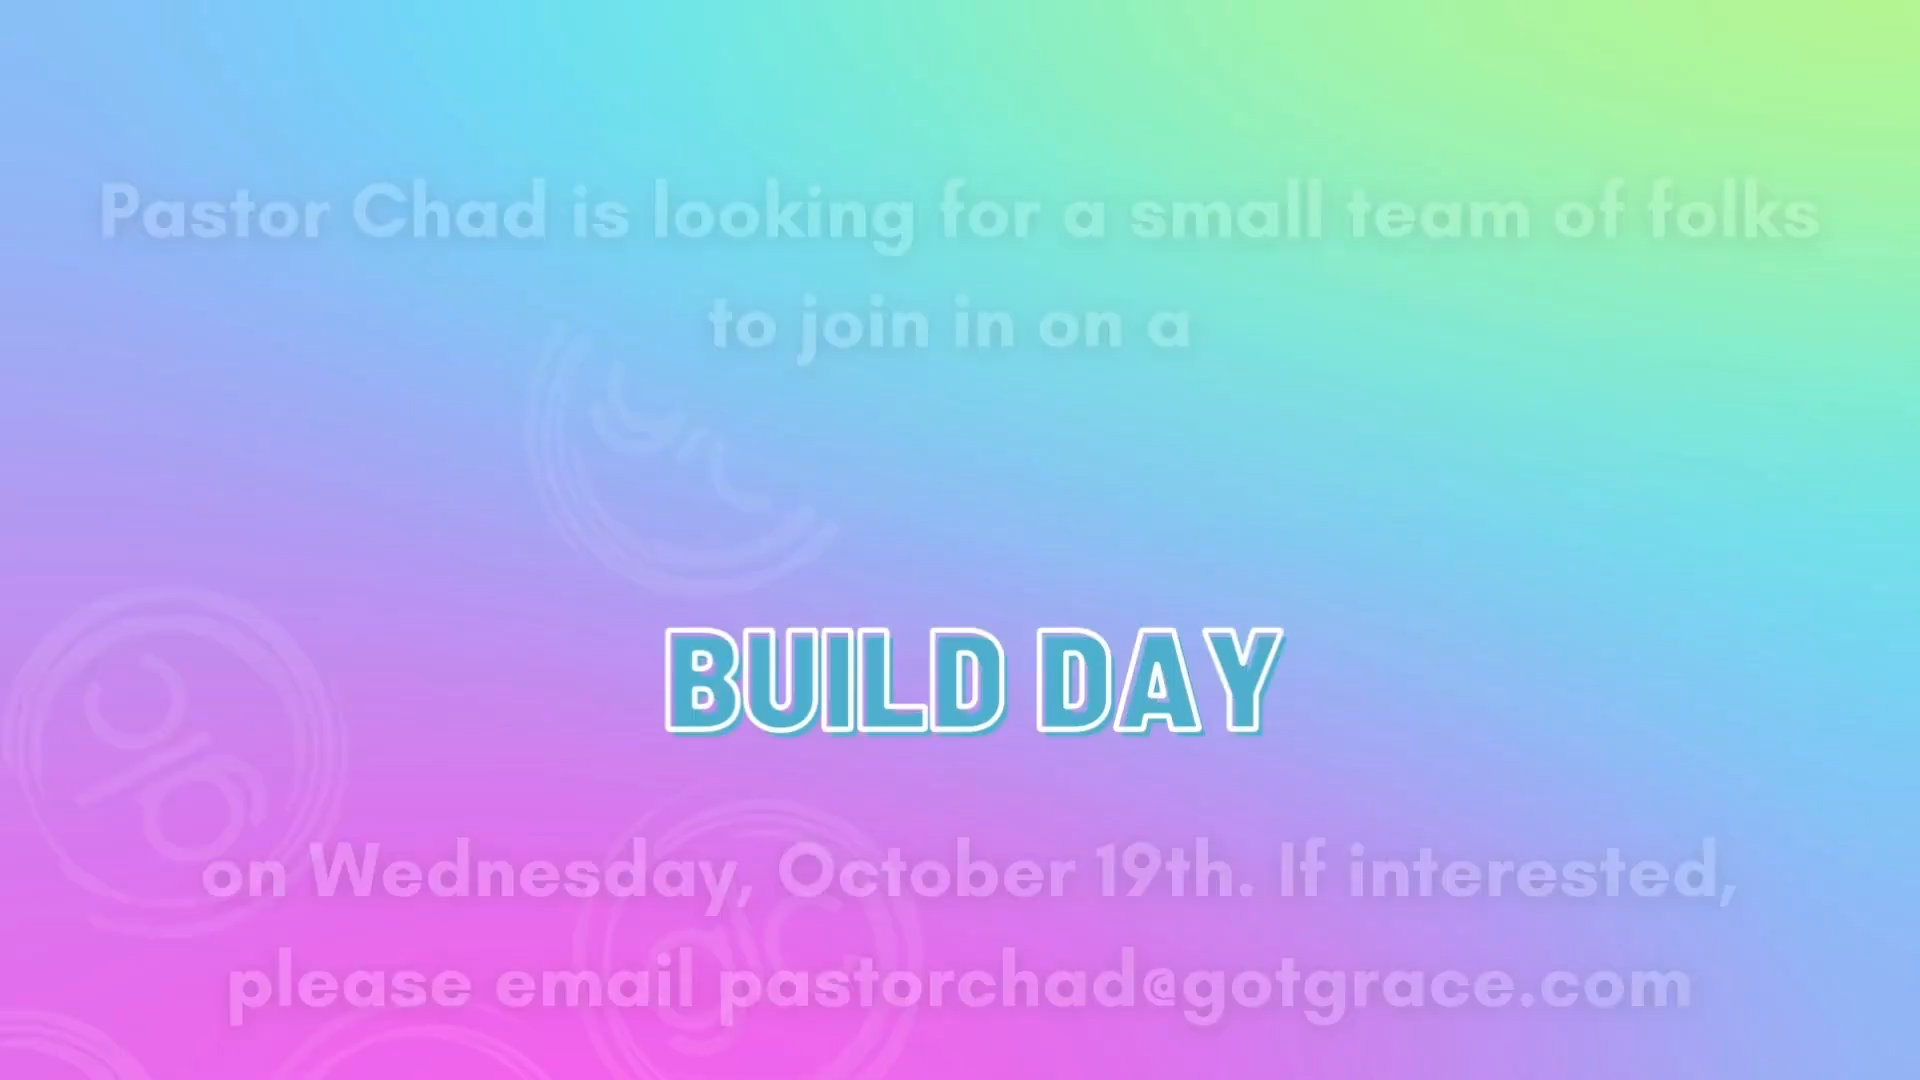 Pastor Chad is looking for a small team of folks
to join in on a
BUILD DAY
on Wednesday, October 19th. If interested,
please email pastorchad@gotgrace.com